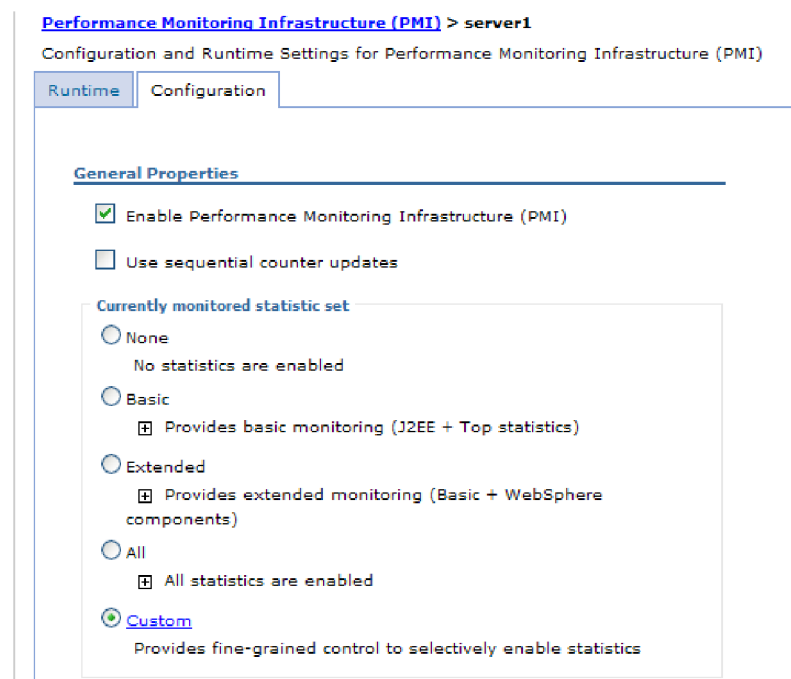 Performance Monitoring Infrastructure (PMI) > server1
Configuration and Runtime Settings for Performance Monitoring Infrastructure (PMI)
Runtime Configuration
General Properties
Enable Performance Monitoring Infrastructure (PMI)
Use sequential counter updates
Currently monitored statistic set
None
No statistics are enabled
Basic
Provides basic monitoring (J2EE + Top statistics)
Extended
Provides extended monitoring (Basic + WebSphere
components)
All
All statistics are enabled
Custom
Provides fine-grained control to selectively enable statistics